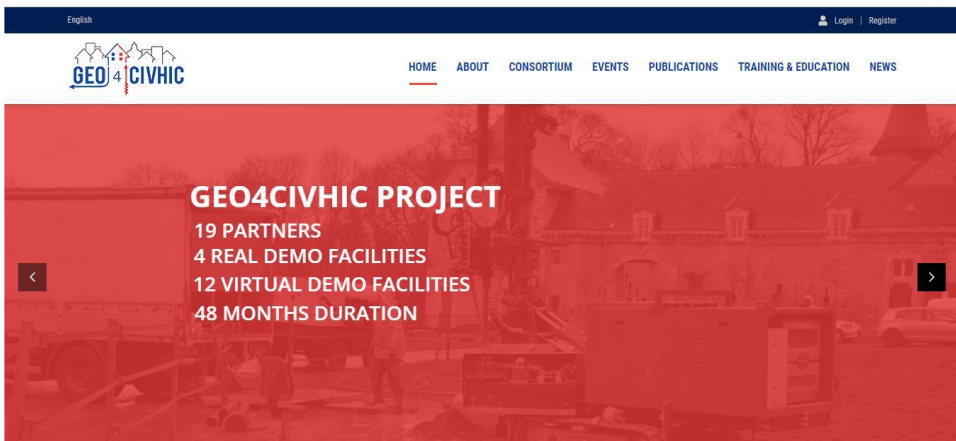 English
Login | Register
GEO 4 CIVHIC
HOME ABOUT CONSORTIUM EVENTS PUBLICATIONS TRAINING & EDUCATION NEWS
GEO4CIVHIC PROJECT
19 PARTNERS
4 REAL DEMO FACILITIES
12 VIRTUAL DEMO FACILITIES
48 MONTHS DURATION